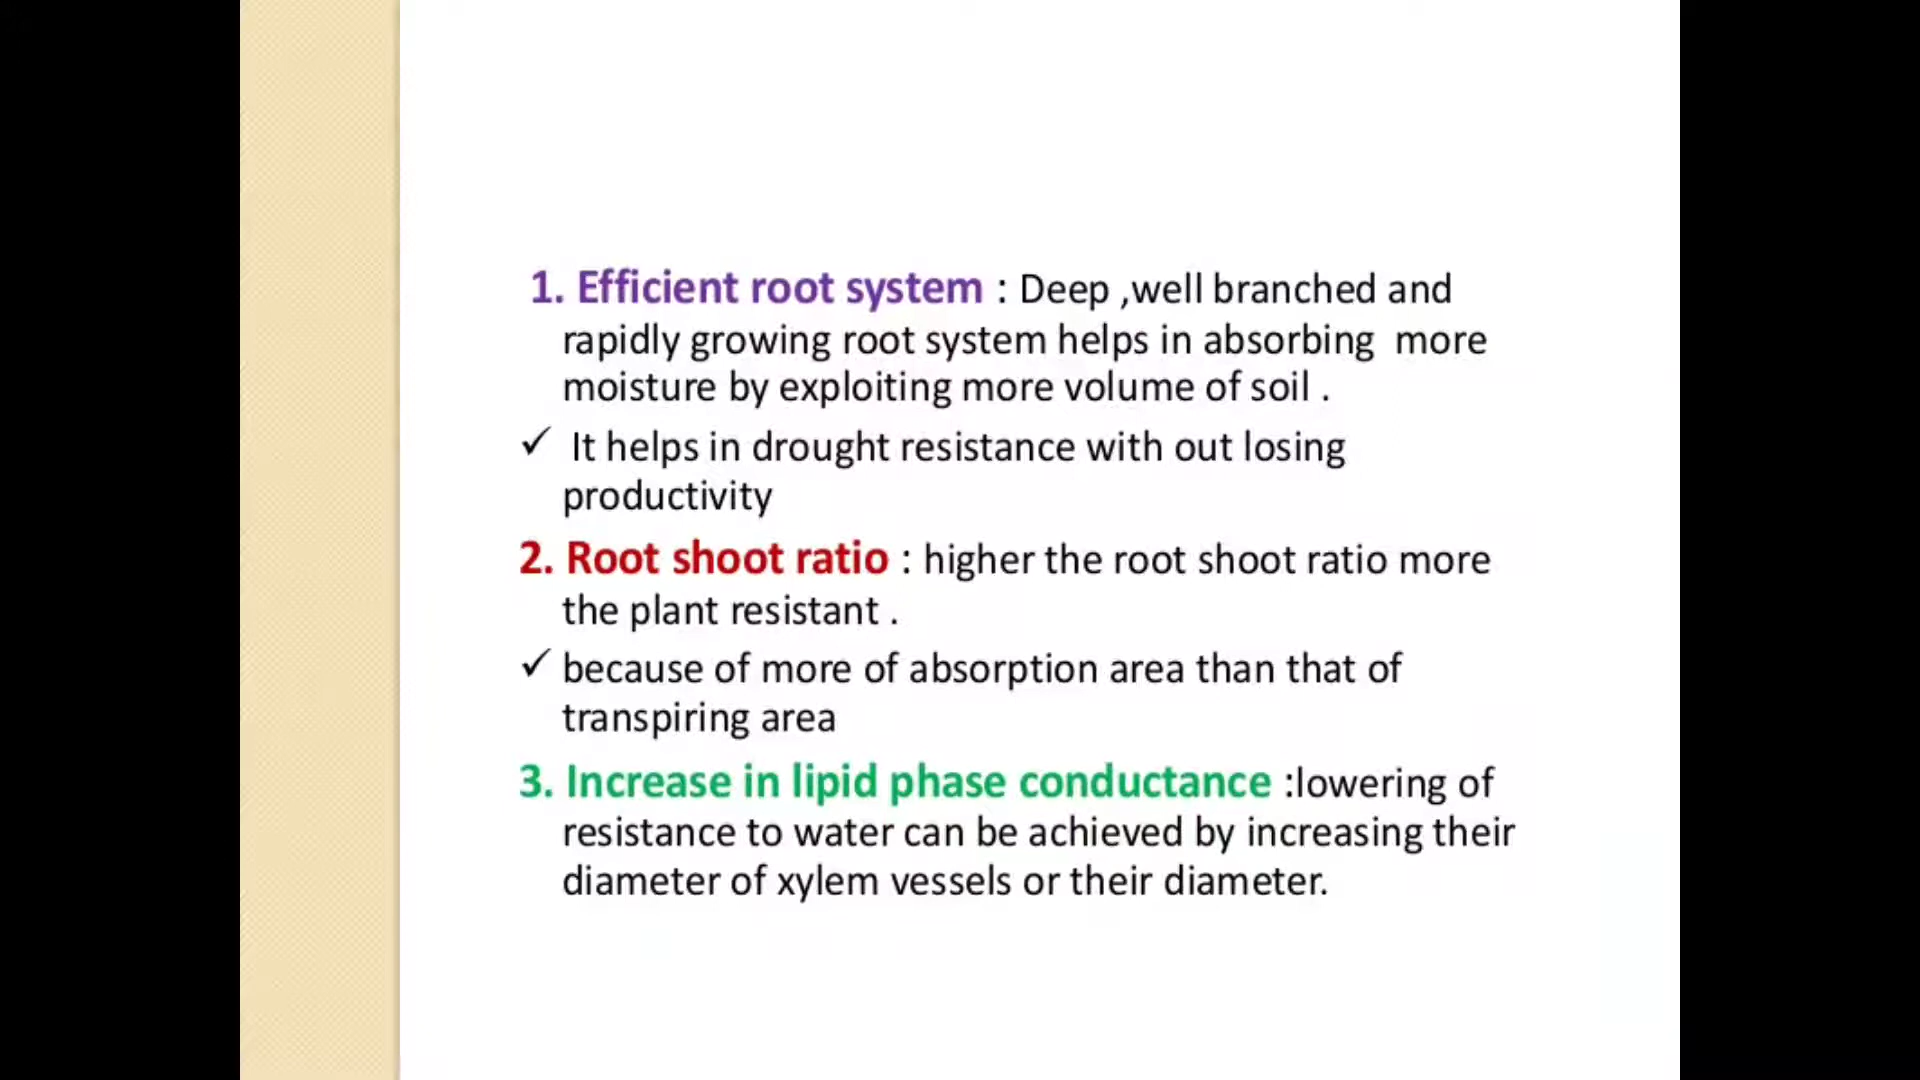 1. Efficient root system : Deep ,well branched and
rapidly growing root system helps in absorbing more
moisture by exploiting more volume of soil .
✓ It helps in drought resistance with out losing
productivity
2. Root shoot ratio : higher the root shoot ratio more
the plant resistant .
✓ because of more of absorption area than that of
transpiring area
3. Increase in lipid phase conductance :lowering of
resistance to water can be achieved by increasing their
diameter of xylem vessels or their diameter.